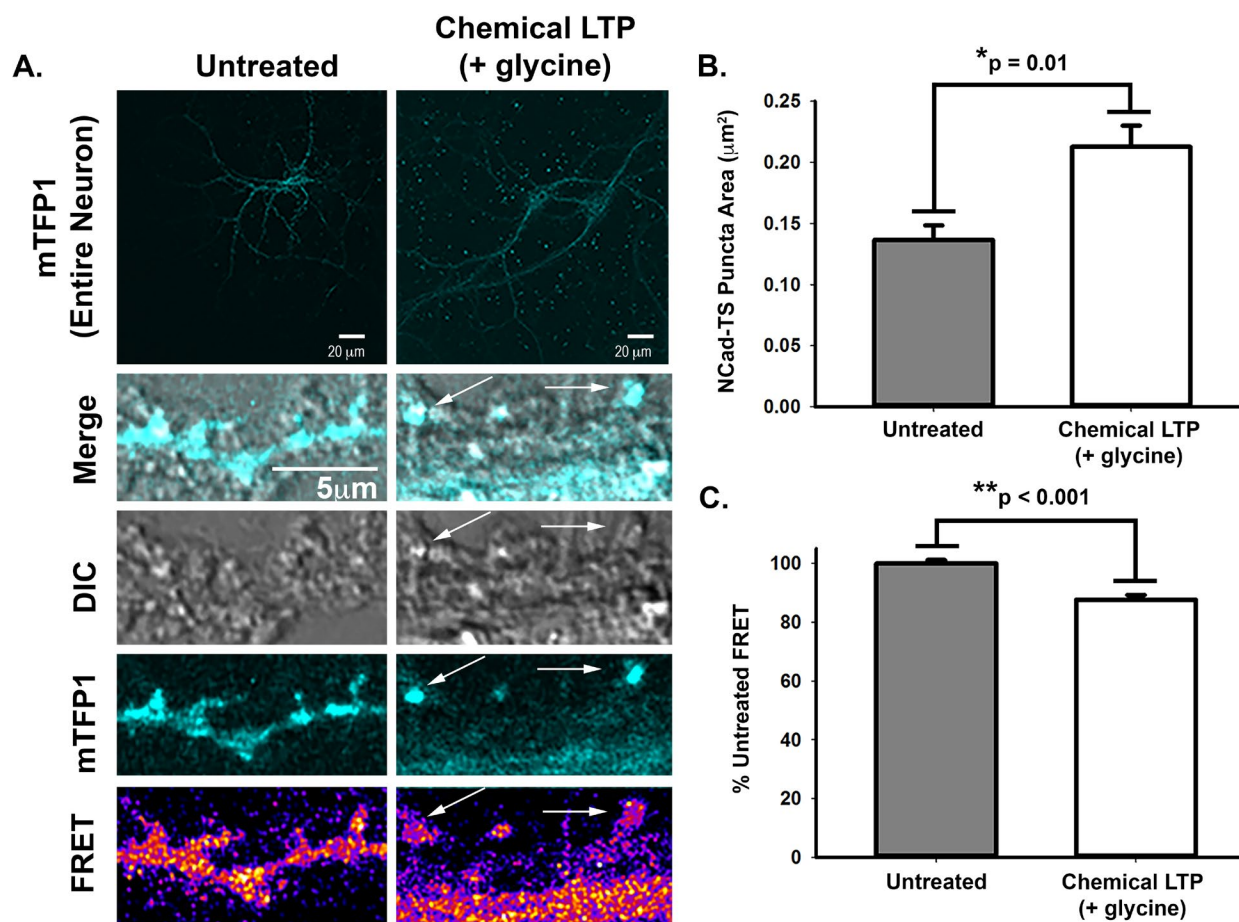 A.
Untreated
Chemical LTP
(+ glycine)
mTFP1
(Entire Neuron)
20 μm
20 μm
Merge
5μm
DIC
mTFP1
FRET
B.
*p = 0.01
NCad-TS Puncta Area (μm²)
0.25
0.20
0.15
0.10
0.05
0.00
Untreated
Chemical LTP
(+ glycine)
C.
**p < 0.001
% Untreated FRET
100
80
60
40
20
0
Untreated
Chemical LTP
(+ glycine)